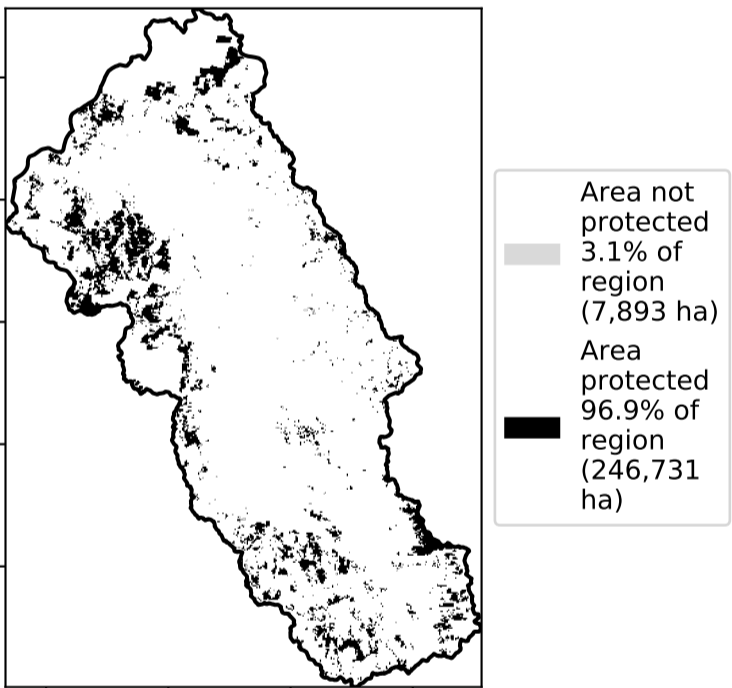 Area not
protected
3.1% of
region
(7,893 ha)
Area
protected
96.9% of
region
(246,731
ha)